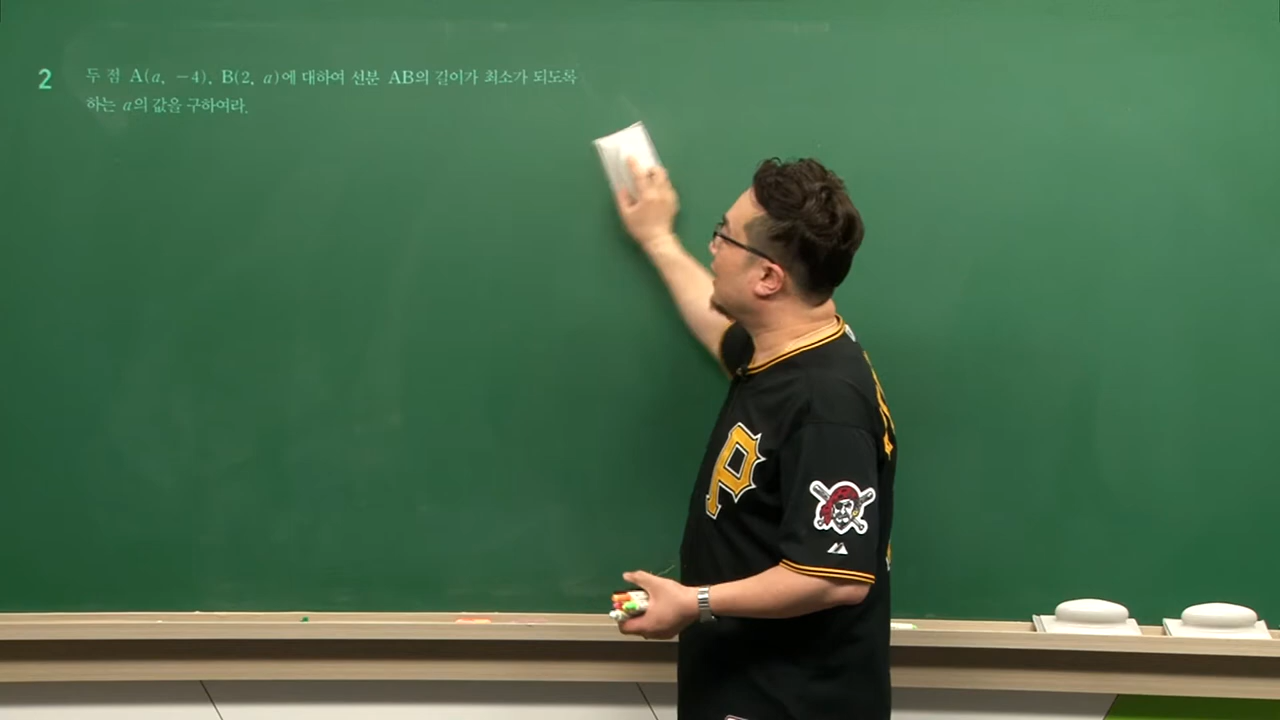 2 두 점 A(a, −4), B(2, a)에 대하여 선분 AB의 길이가 최소가 되도록
하는 a의 값을 구하여라.
P